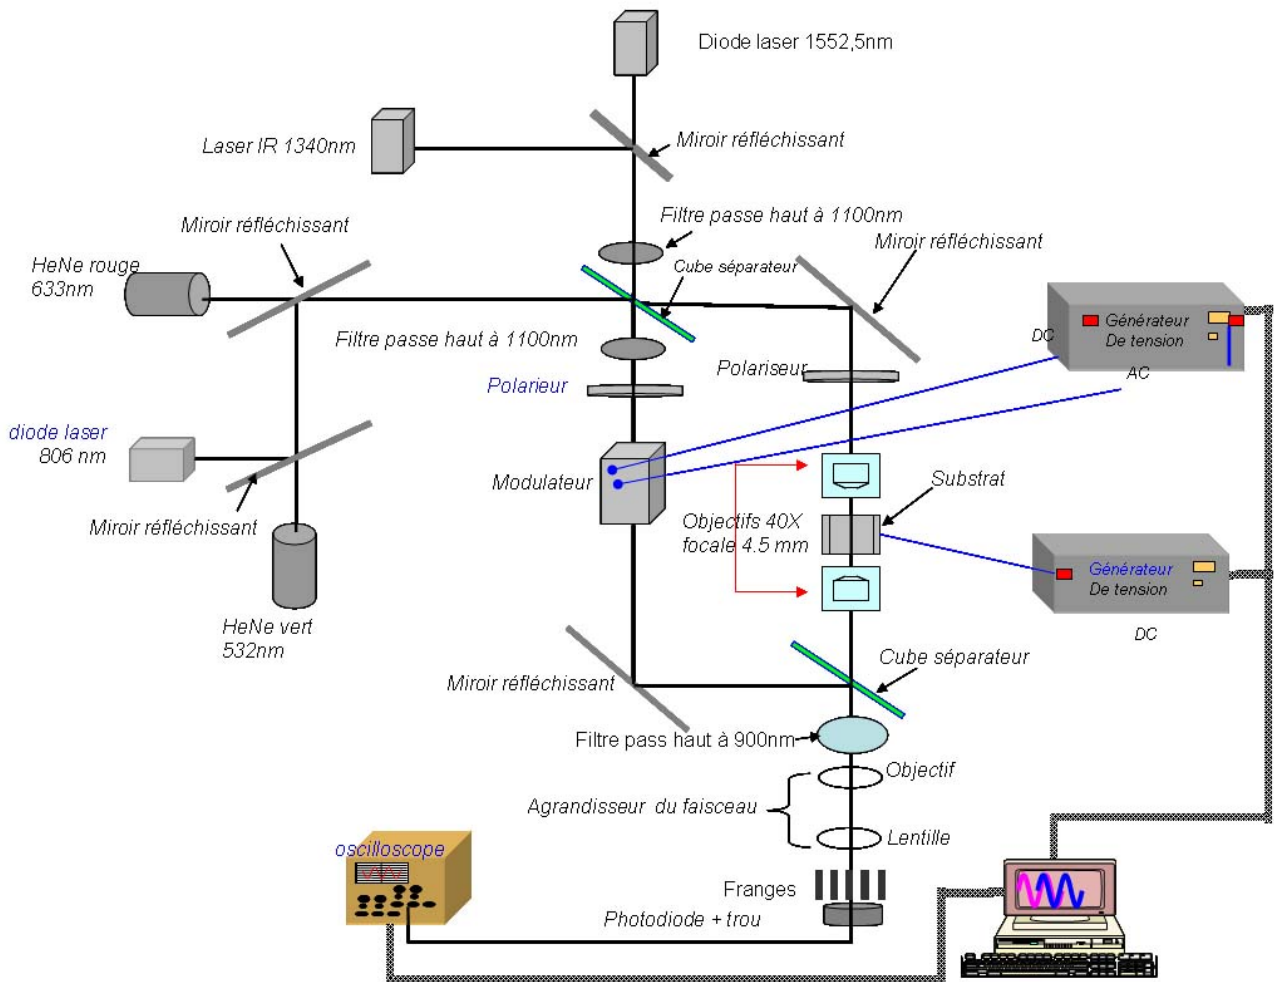 Diode laser 1552,5nm
Laser IR 1340nm
Miroir réfléchissant
Miroir réfléchissant
Filtre passe haut à 1100nm
Miroir réfléchissant
HeNe rouge
633nm
Cube séparateur
Filtre passe haut à 1100nm
DC
Générateur
De tension
Polarieur
Polariseur
AC
diode laser
806 nm
Modulateur
Substrat
Miroir réfléchissant
Objectifs 40X
focale 4.5 mm
Générateur
De tension
HeNe vert
532nm
DC
Cube séparateur
Miroir réfléchissant
Filtre pass haut à 900nm
Objectif
Agrandisseur du faisceau
Lentille
oscilloscope
Franges
Photodiode + trou